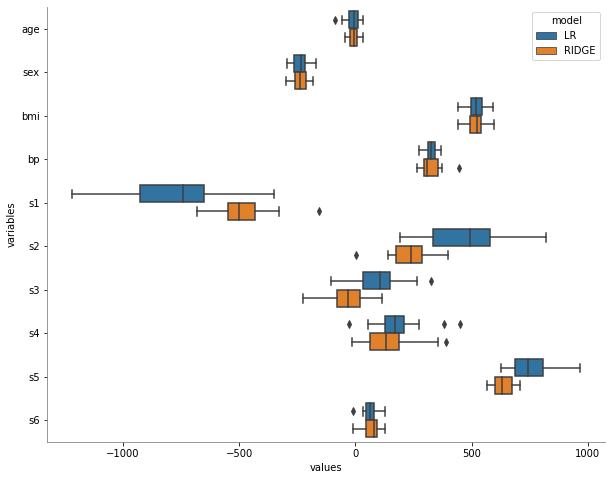 model
LR
RIDGE
age
sex
bmi
bp
s1
s2
s3
s4
s5
s6
variables
−1000
−500
0
500
1000
values